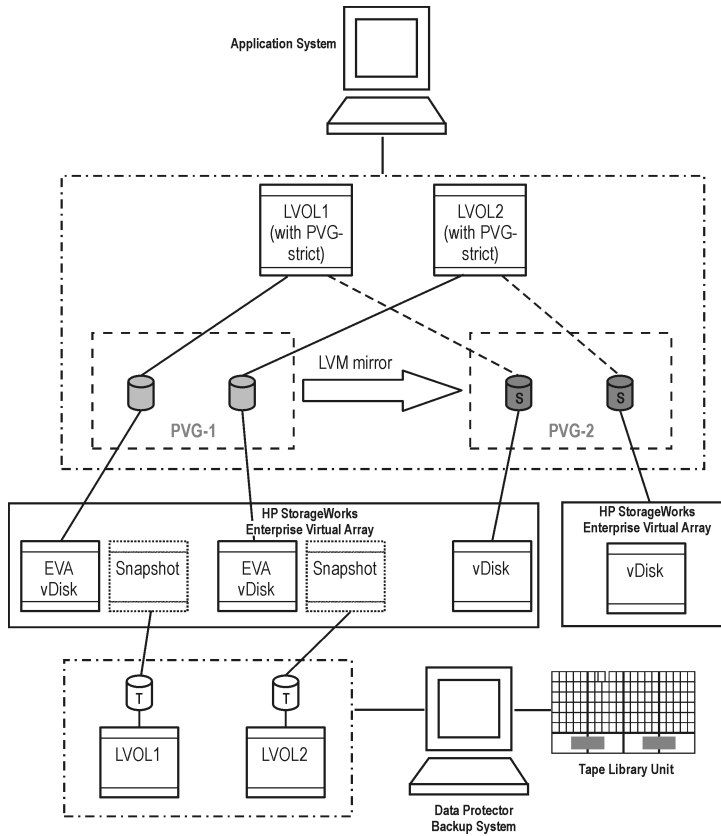 Application System
LVOL1
(with PVG-
strict)
LVOL2
(with PVG-
strict)
LVM mirror
S
S
PVG-1
PVG-2
HP StorageWorks
Enterprise Virtual Array
HP StorageWorks
Enterprise Virtual Array
EVA
vDisk
Snapshot
EVA
vDisk
Snapshot
vDisk
vDisk
T
T
LVOL1
LVOL2
Tape Library Unit
Data Protector
Backup System